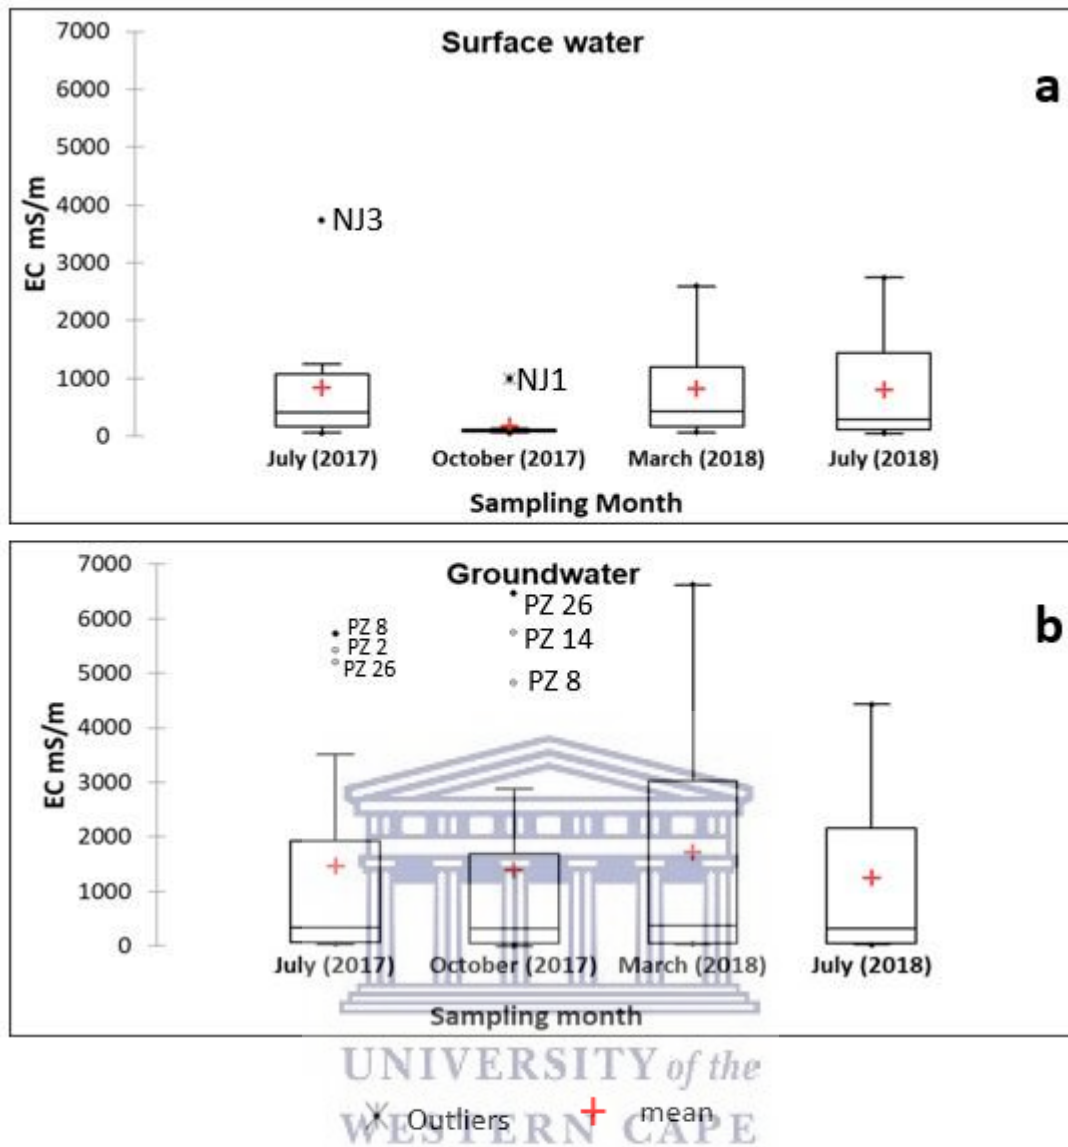 Surface water
a
7000
6000
5000
4000
3000
2000
1000
0
EC mS/m
NJ3
NJ1
July (2017) October (2017) March (2018) July (2018)
Sampling Month
Groundwater
b
7000
6000
5000
4000
3000
2000
1000
0
EC mS/m
PZ 8
PZ 2
PZ 26
PZ 26
PZ 14
PZ 8
July (2017) October (2017) March (2018) July (2018)
Sampling month
UNIVERSITY of the
Outliers mean
WESTERN CAPE